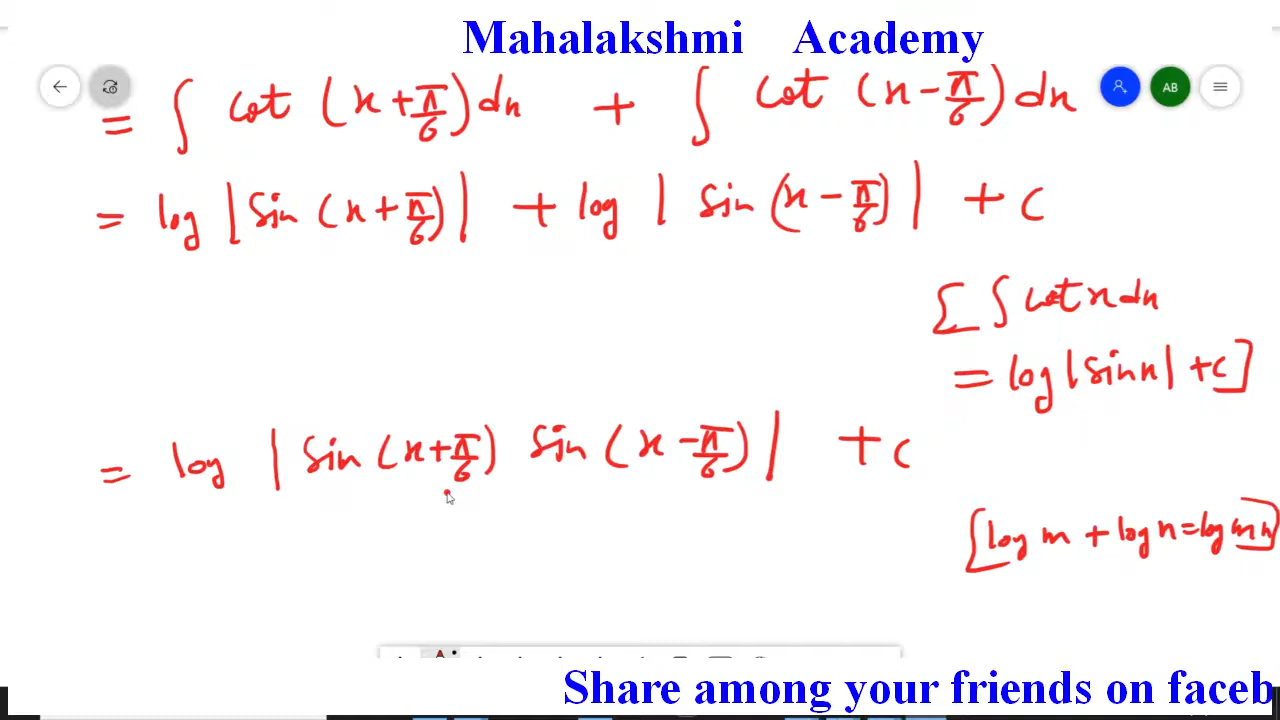 Mahalakshmi Academy
AB
= ∫ cot (x + π/6) dx + ∫ cot (x − π/6) dx
= log |sin (x + π/6)| + log |sin (x − π/6)| + c
[∫ cot x dx
= log |sin x| + c]
= log |sin (x + π/6) sin (x − π/6)| + c
[log m + log n = log mn]
Share among your friends on faceb